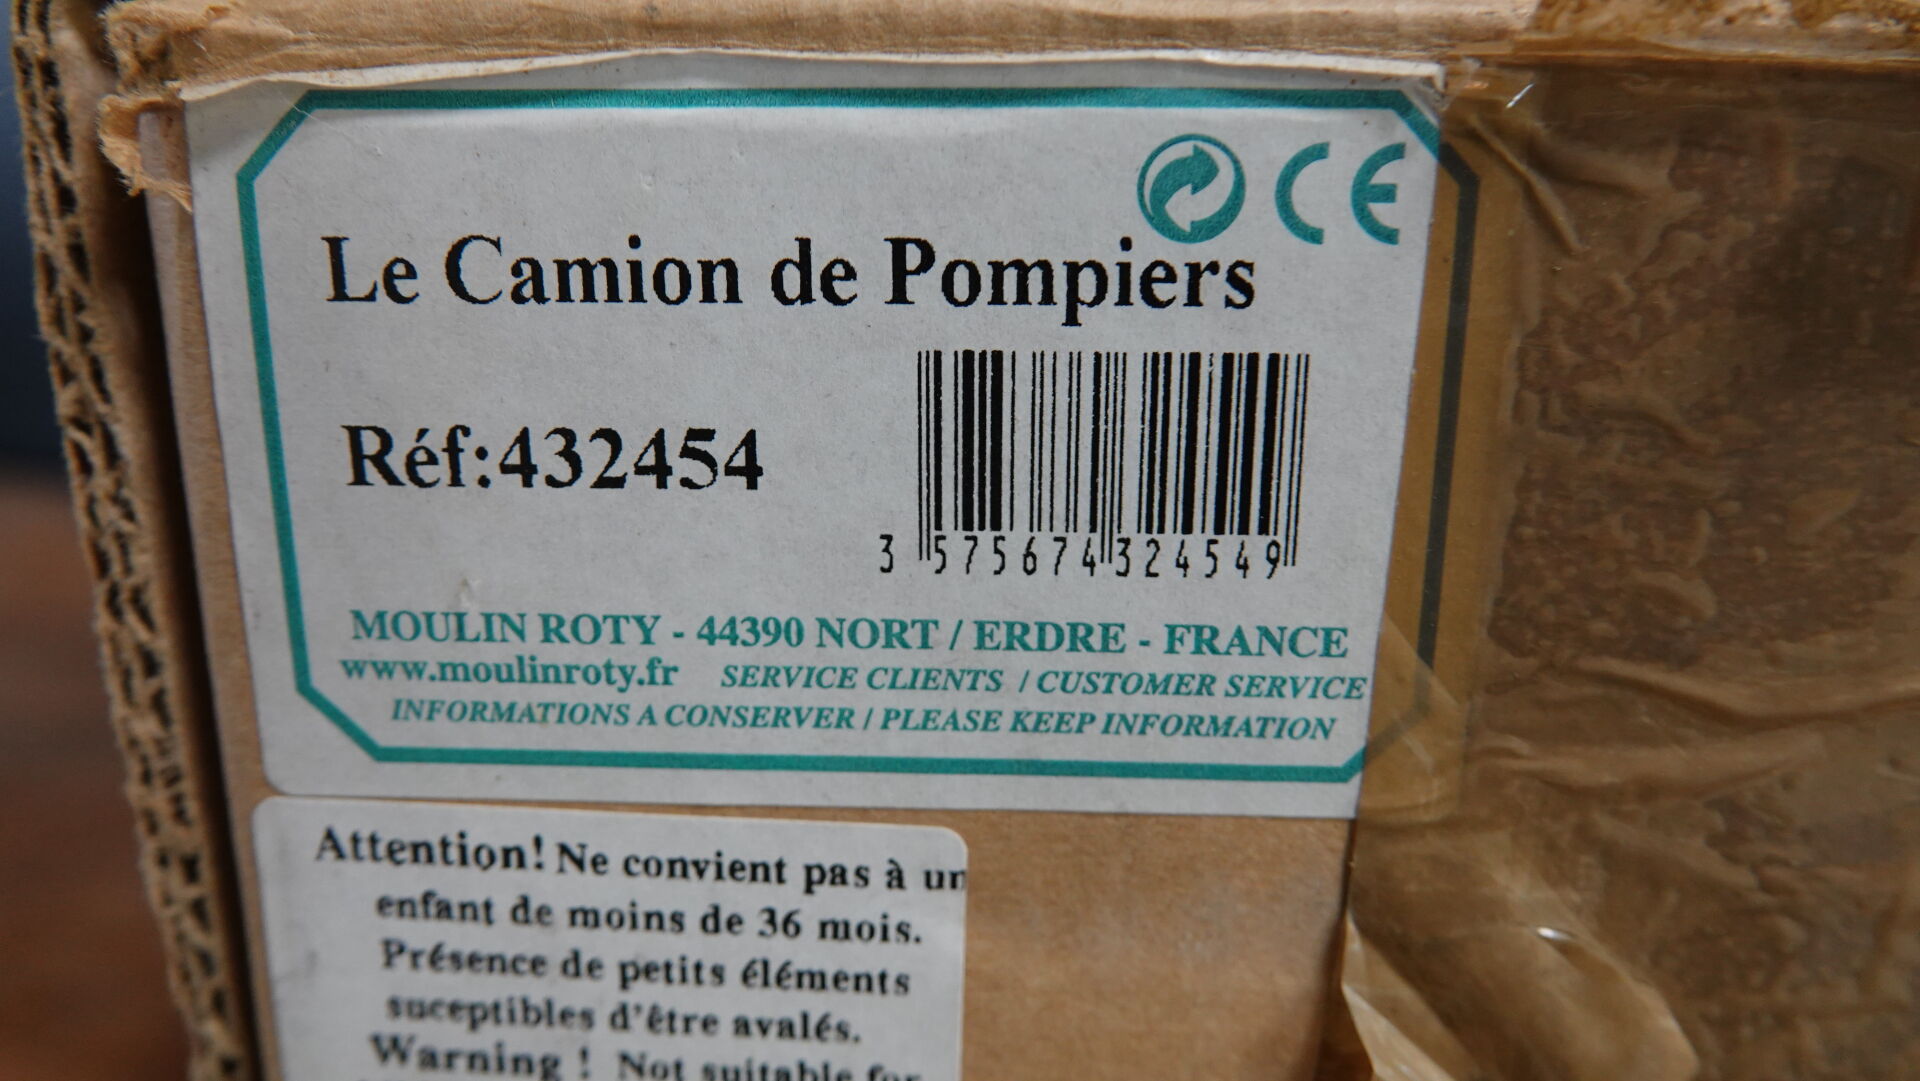 CE
Le Camion de Pompiers
Réf:432454
3 575674 324549
MOULIN ROTY - 44390 NORT / ERDRE - FRANCE
www.moulinroty.fr SERVICE CLIENTS / CUSTOMER SERVICE
INFORMATIONS A CONSERVER / PLEASE KEEP INFORMATION
Attention! Ne convient pas à un
enfant de moins de 36 mois.
Présence de petits éléments
suceptibles d'être avalés.
Warning ! Not suitable for